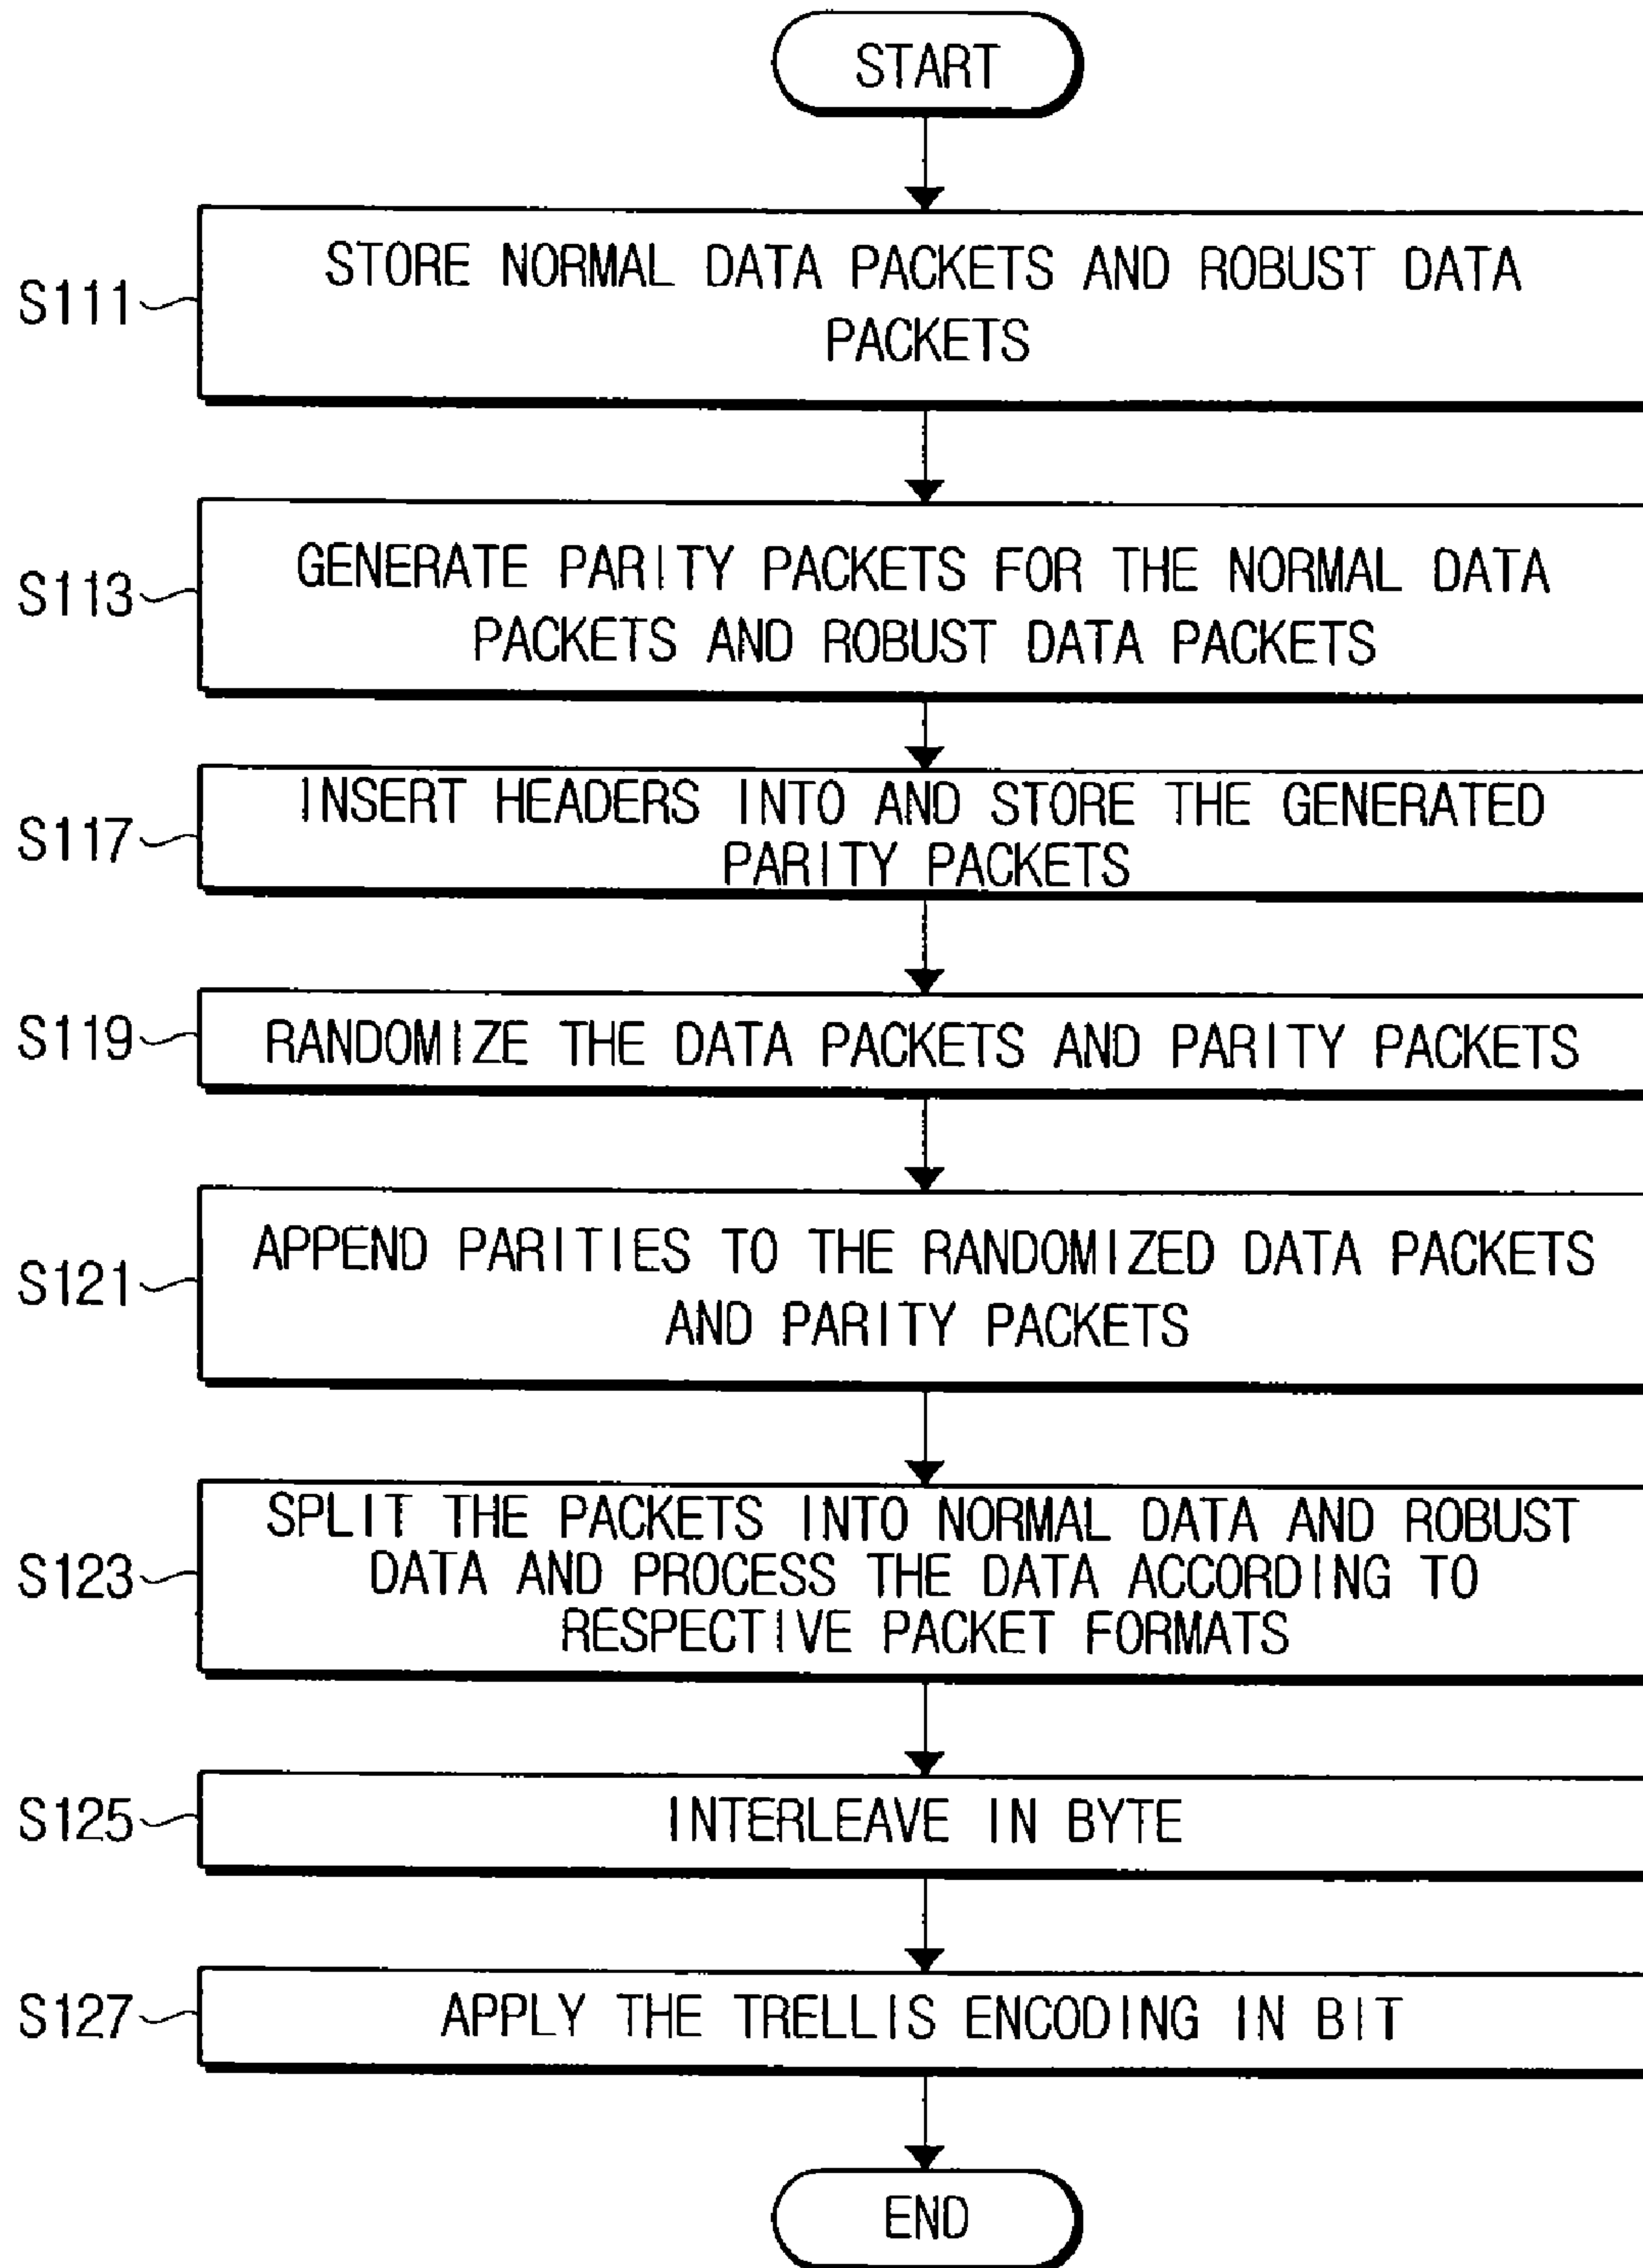 START
S111
STORE NORMAL DATA PACKETS AND ROBUST DATA
PACKETS
S113
GENERATE PARITY PACKETS FOR THE NORMAL DATA
PACKETS AND ROBUST DATA PACKETS
S117
INSERT HEADERS INTO AND STORE THE GENERATED
PARITY PACKETS
S119
RANDOMIZE THE DATA PACKETS AND PARITY PACKETS
S121
APPEND PARITIES TO THE RANDOMIZED DATA PACKETS
AND PARITY PACKETS
S123
SPLIT THE PACKETS INTO NORMAL DATA AND ROBUST
DATA AND PROCESS THE DATA ACCORDING TO
RESPECTIVE PACKET FORMATS
S125
INTERLEAVE IN BYTE
S127
APPLY THE TRELLIS ENCODING IN BIT
END